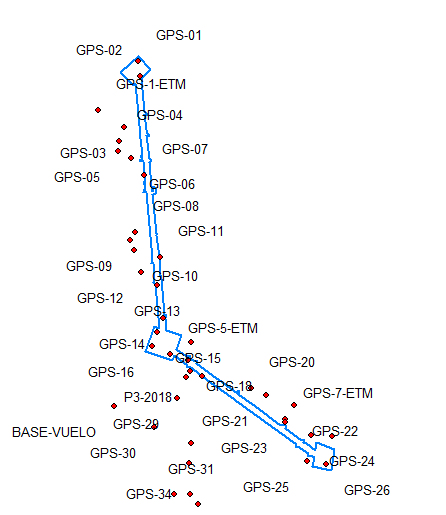 GPS-01
GPS-02
GPS-1-ETM
GPS-04
GPS-03
GPS-07
GPS-05
GPS-06
GPS-08
GPS-11
GPS-09
GPS-10
GPS-12
GPS-13
GPS-5-ETM
GPS-14
GPS-15
GPS-20
GPS-16
GPS-18
GPS-7-ETM
P3-2018
GPS-29
GPS-21
BASE-VUELO
GPS-22
GPS-30
GPS-23
GPS-31
GPS-24
GPS-34
GPS-25
GPS-26